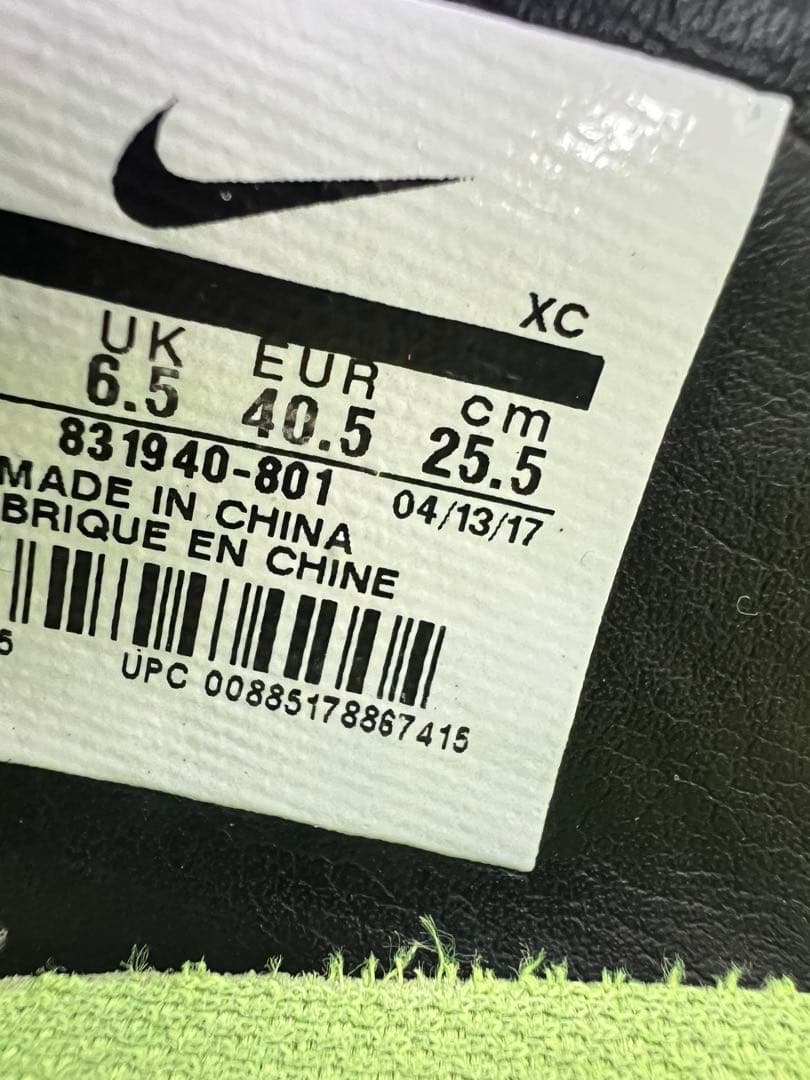 XC
UK EUR cm
6.5 40.5 25.5
831940-801 04/13/17
MADE IN CHINA
BRIQUE EN CHINE
5
UPC 00885178867415